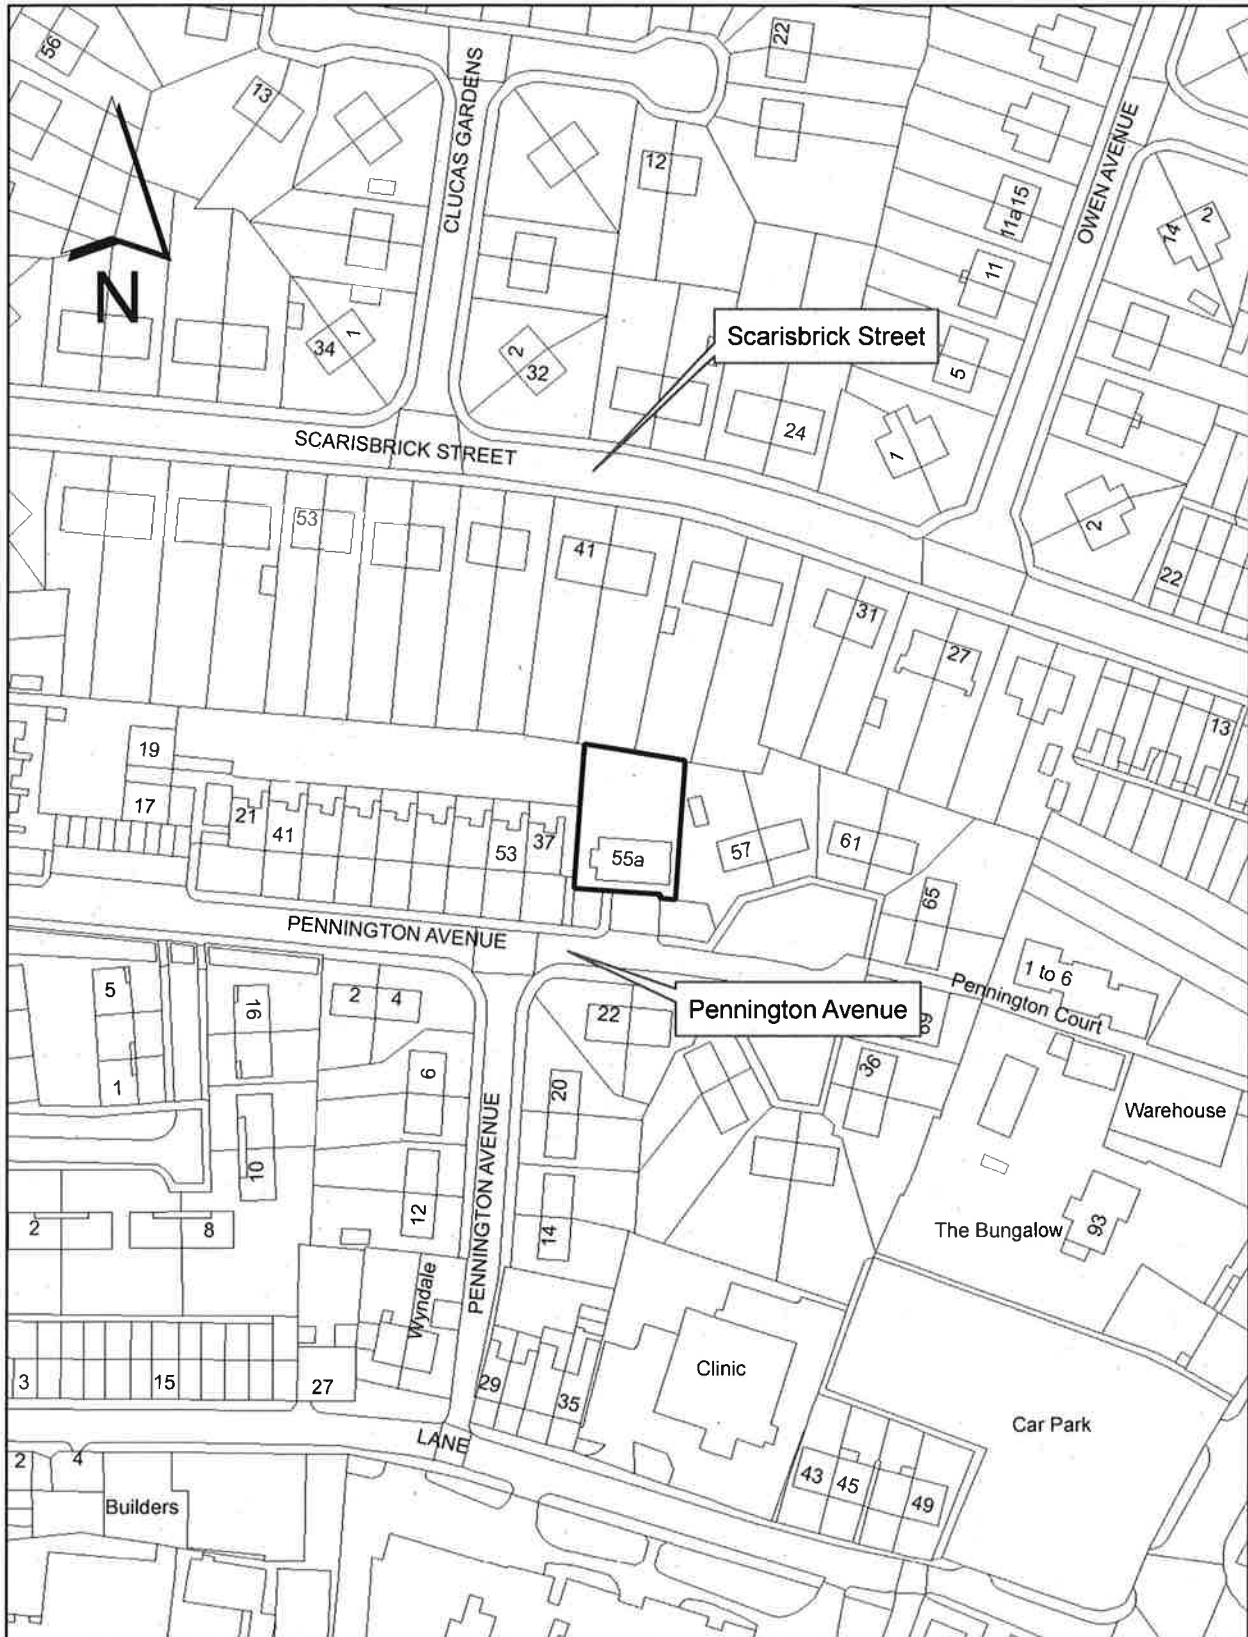 56
13
CLUCAS GARDENS
22
12
OWEN AVENUE
11a15
14
2
11
5
N
34
1
2
32
Scarisbrick Street
24
1
SCARISBRICK STREET
2
22
53
41
31
27
13
19
17
21
41
53
37
55a
57
61
65
PENNINGTON AVENUE
Pennington Avenue
1 to 6
Pennington Court
5
1
16
2
4
22
69
36
6
20
Warehouse
10
12
14
PENNINGTON AVENUE
2
8
The Bungalow
93
Wyndale
Clinic
3
15
27
29
35
Car Park
LANE
2
4
43
45
49
Builders